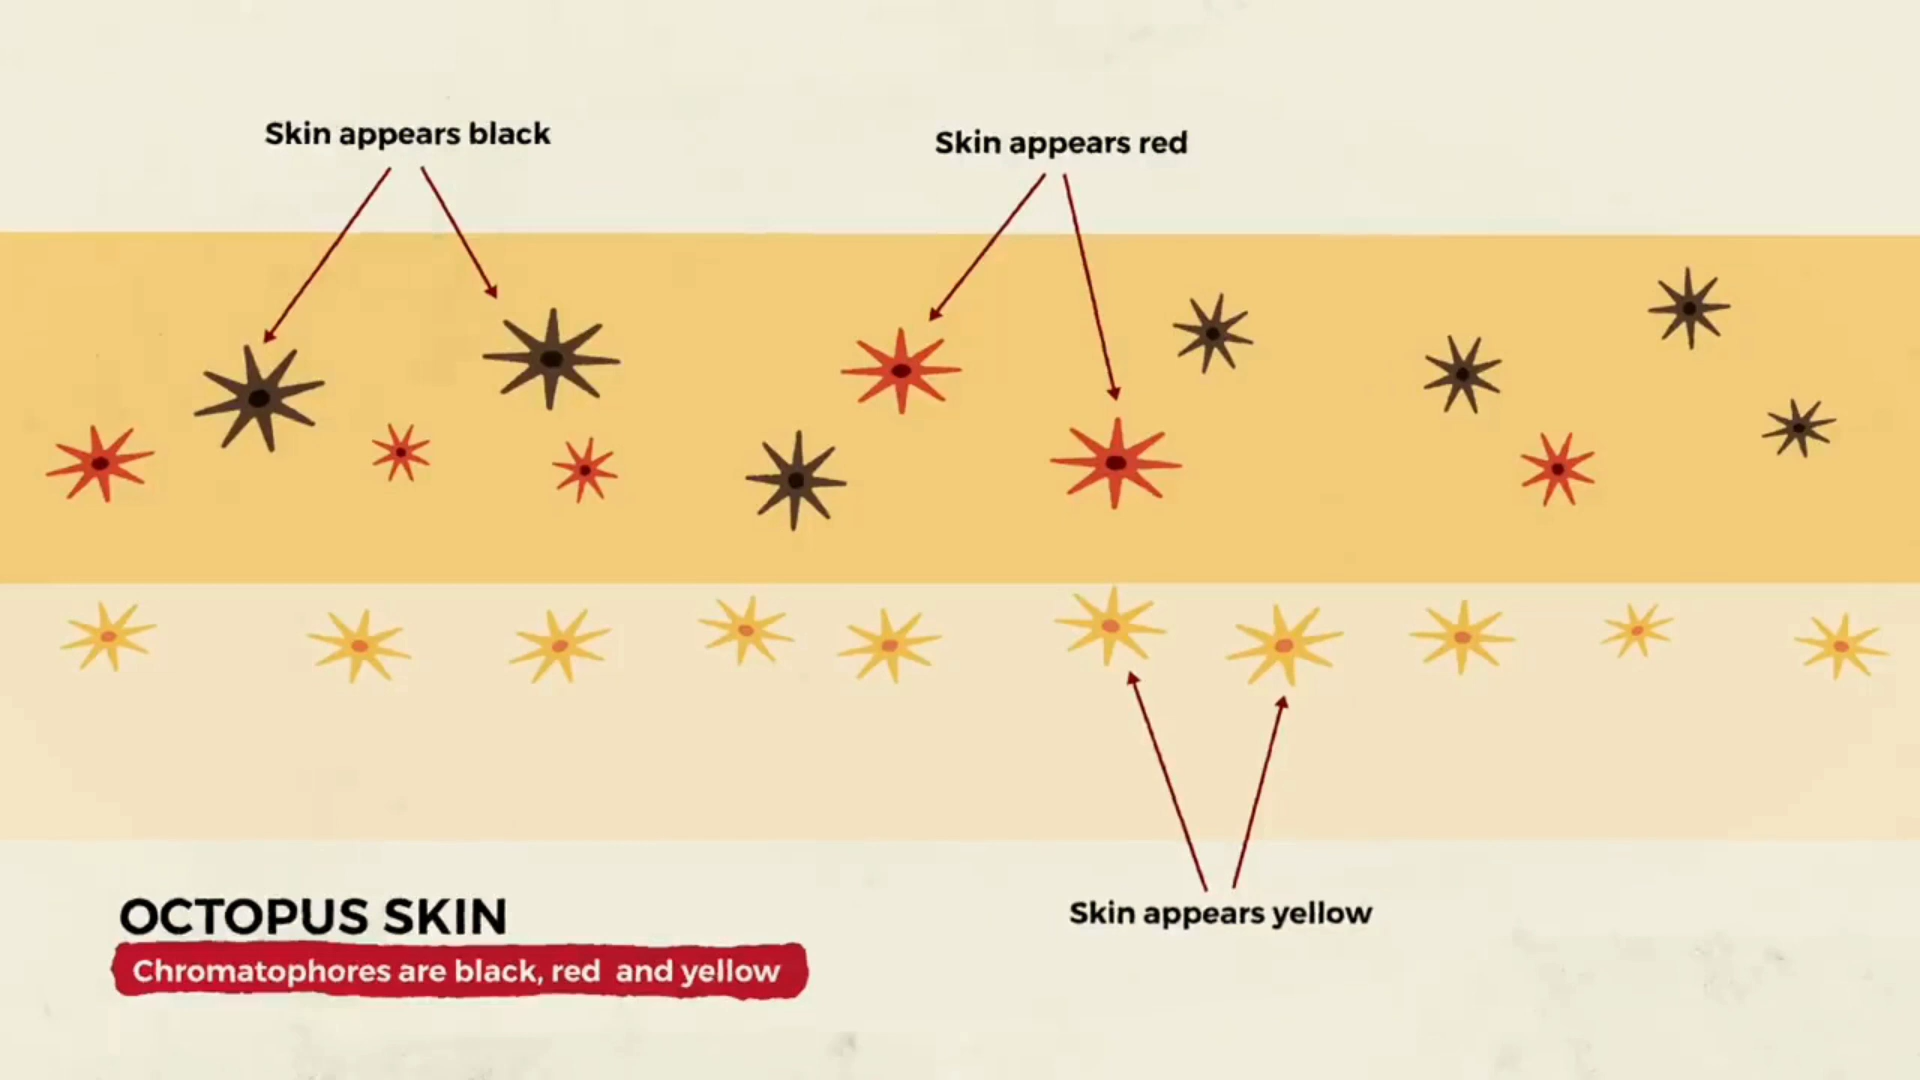 Skin appears black
Skin appears red
Skin appears yellow
OCTOPUS SKIN
Chromatophores are black, red  and yellow